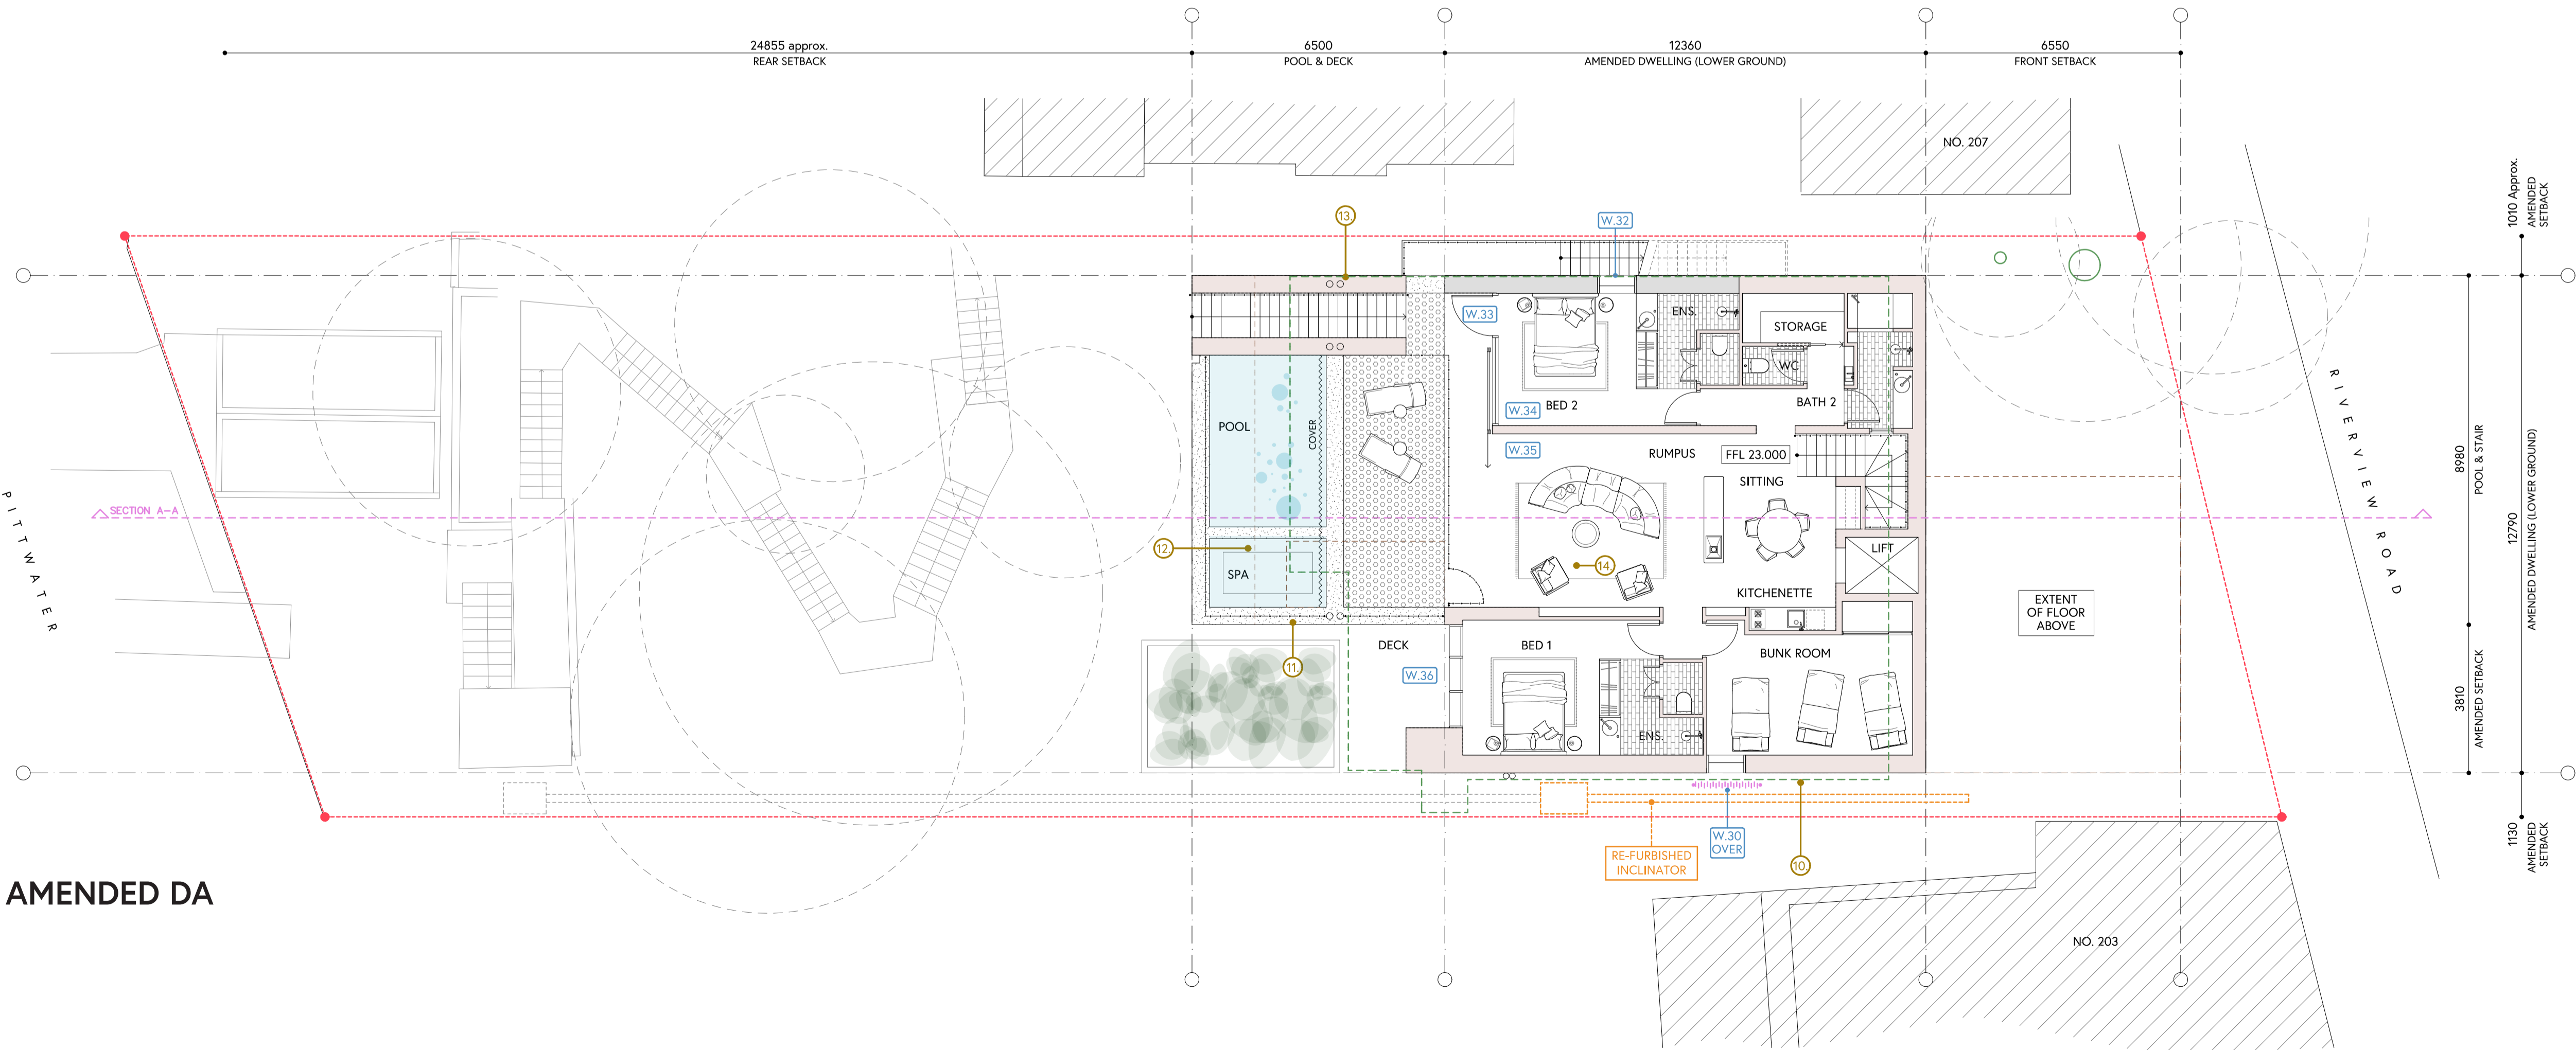 24855 approx.
REAR SETBACK
6500
POOL & DECK
12360
AMENDED DWELLING (LOWER GROUND)
6550
FRONT SETBACK
NO. 207
1010 Approx.
AMENDED
SETBACK
13.
W.32
W.33
ENS.
STORAGE
WC
W.34
BED 2
BATH 2
POOL
COVER
W.35
RUMPUS
FFL 23.000
SITTING
RIVERVIEW ROAD
8980
POOL & STAIR
12790
AMENDED DWELLING (LOWER GROUND)
PITTWATER
SECTION A-A
12.
SPA
14.
LIFT
KITCHENETTE
EXTENT
OF FLOOR
ABOVE
11.
DECK
BED 1
BUNK ROOM
W.36
3810
AMENDED SETBACK
ENS.
W.30
OVER
RE-FURBISHED
INCLINATOR
10.
1130
AMENDED
SETBACK
AMENDED DA
NO. 203